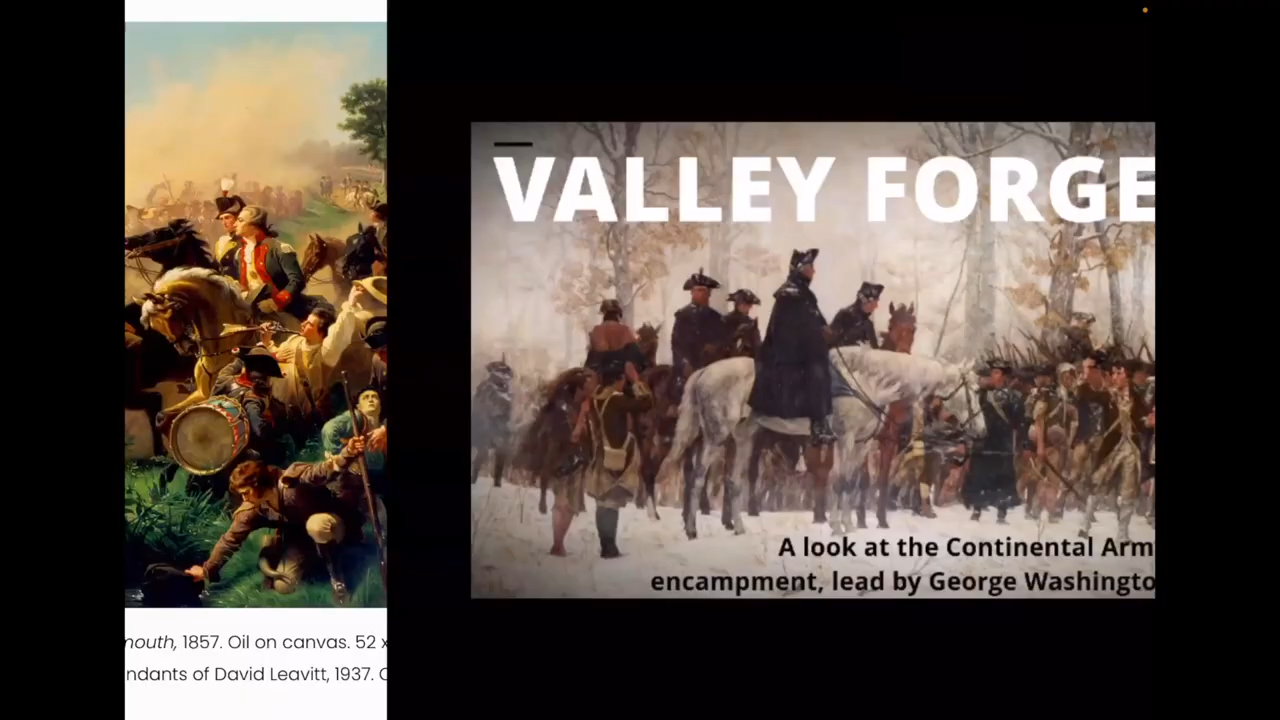 mouth, 1857. Oil on canvas. 52 x
ndants of David Leavitt, 1937. C
VALLEY FORGE
A look at the Continental Arm
encampment, lead by George Washingto